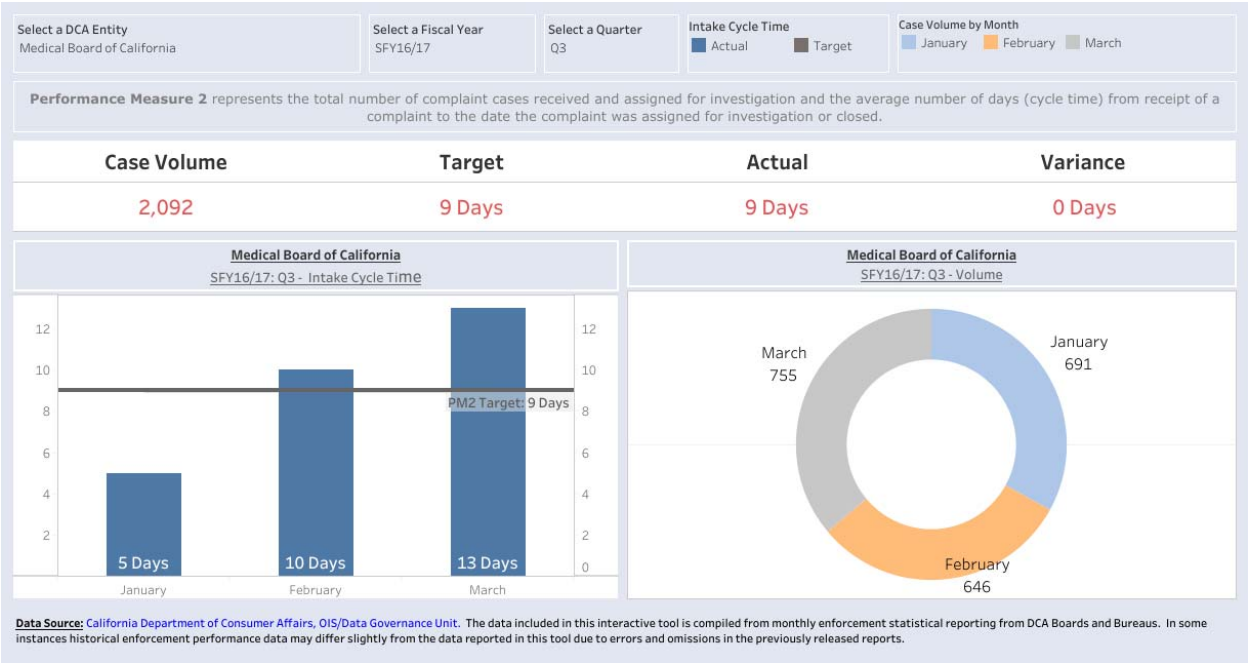 Select a DCA Entity
Medical Board of California
Select a Fiscal Year
SFY16/17
Select a Quarter
Q3
Intake Cycle Time
Actual Target
Case Volume by Month
January February March
Performance Measure 2 represents the total number of complaint cases received and assigned for investigation and the average number of days (cycle time) from receipt of a
complaint to the date the complaint was assigned for investigation or closed.
Case Volume Target Actual Variance
2,092 9 Days 9 Days 0 Days
Medical Board of California
SFY16/17: Q3 - Intake Cycle Time
12 12
10 10
PM2 Target: 9 Days
8 8
6 6
4 4
2 2
0
5 Days 10 Days 13 Days
January February March
Medical Board of California
SFY16/17: Q3 - Volume
January
691
March
755
February
646
Data Source: California Department of Consumer Affairs, OIS/Data Governance Unit. The data included in this interactive tool is compiled from monthly enforcement statistical reporting from DCA Boards and Bureaus. In some
instances historical enforcement performance data may differ slightly from the data reported in this tool due to errors and omissions in the previously released reports.